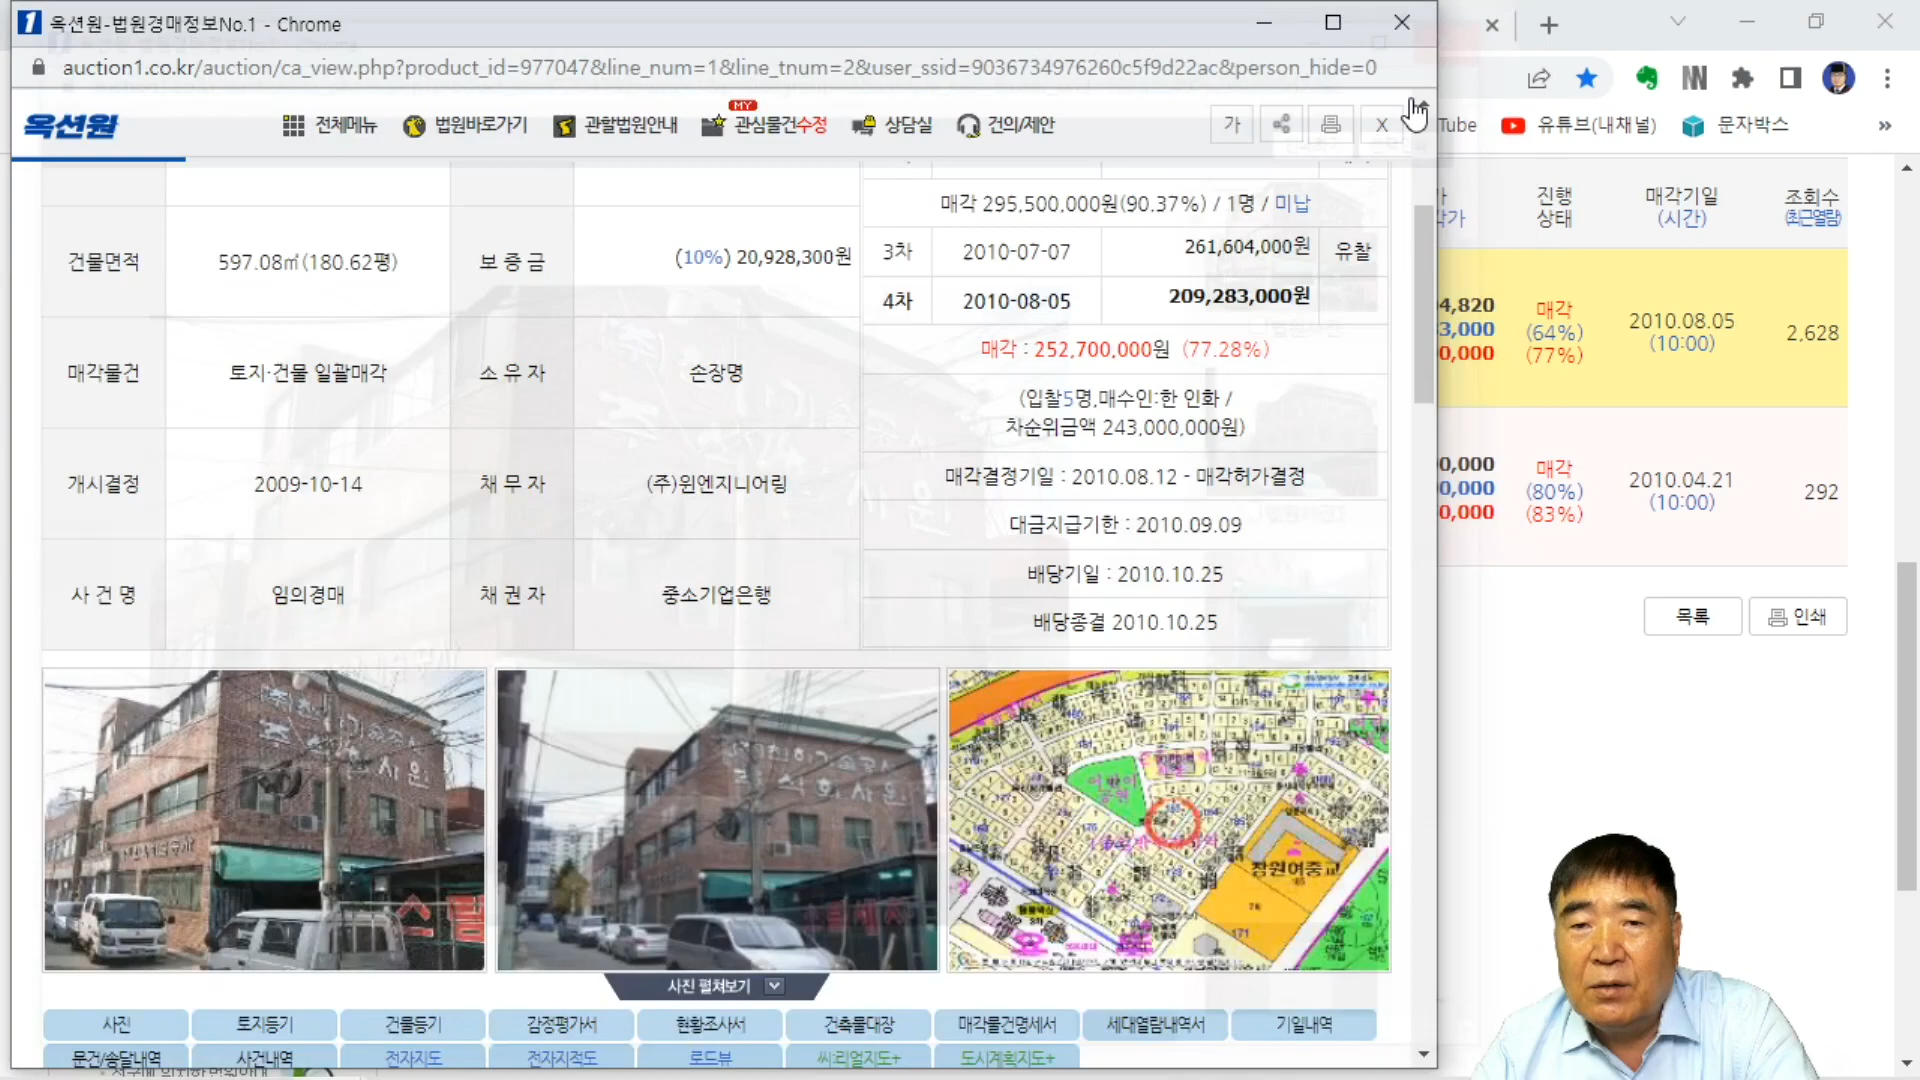 옥션원-법원경매정보No.1 - Chrome
auction1.co.kr/auction/ca_view.php?product_id=977047&line_num=1&line_tnum=2&user_ssid=9036734976260c5f9d22ac&person_hide=0
옥션원
전체메뉴
법원바로가기
관할법원안내
MY
관심물건수정
상담실
건의/제안
가
X
Tube
유튜브(내채널)
문자박스
»
매각 295,500,000원(90.37%) / 1명 / 미납
건물면적
597.08㎡(180.62평)
보 증 금
(10%) 20,928,300원
3차
2010-07-07
261,604,000원
유찰
4차
2010-08-05
209,283,000원
매각물건
토지·건물 일괄매각
소 유 자
손장명
매각 : 252,700,000원 (77.28%)
(입찰5명,매수인:한 인화 /
차순위금액 243,000,000원)
개시결정
2009-10-14
채 무 자
(주)윈엔지니어링
매각결정기일 : 2010.08.12 - 매각허가결정
대금지급기한 : 2010.09.09
사 건 명
임의경매
채 권 자
중소기업은행
배당기일 : 2010.10.25
배당종결 2010.10.25
진행
상태
매각기일
(시간)
조회수
(최근열람)
4,820
3,000
0,000
매각
(64%)
(77%)
2010.08.05
(10:00)
2,628
0,000
0,000
0,000
매각
(80%)
(83%)
2010.04.21
(10:00)
292
목록
인쇄
어린이
공원
창원여중교
171
사진 펼쳐보기
사진
토지등기
건물등기
감정평가서
현황조사서
건축물대장
매각물건명세서
세대열람내역서
기일내역
문건/송달내역
사건내역
전자지도
전자지적도
로드뷰
씨:리얼지도+
도시계획지도+